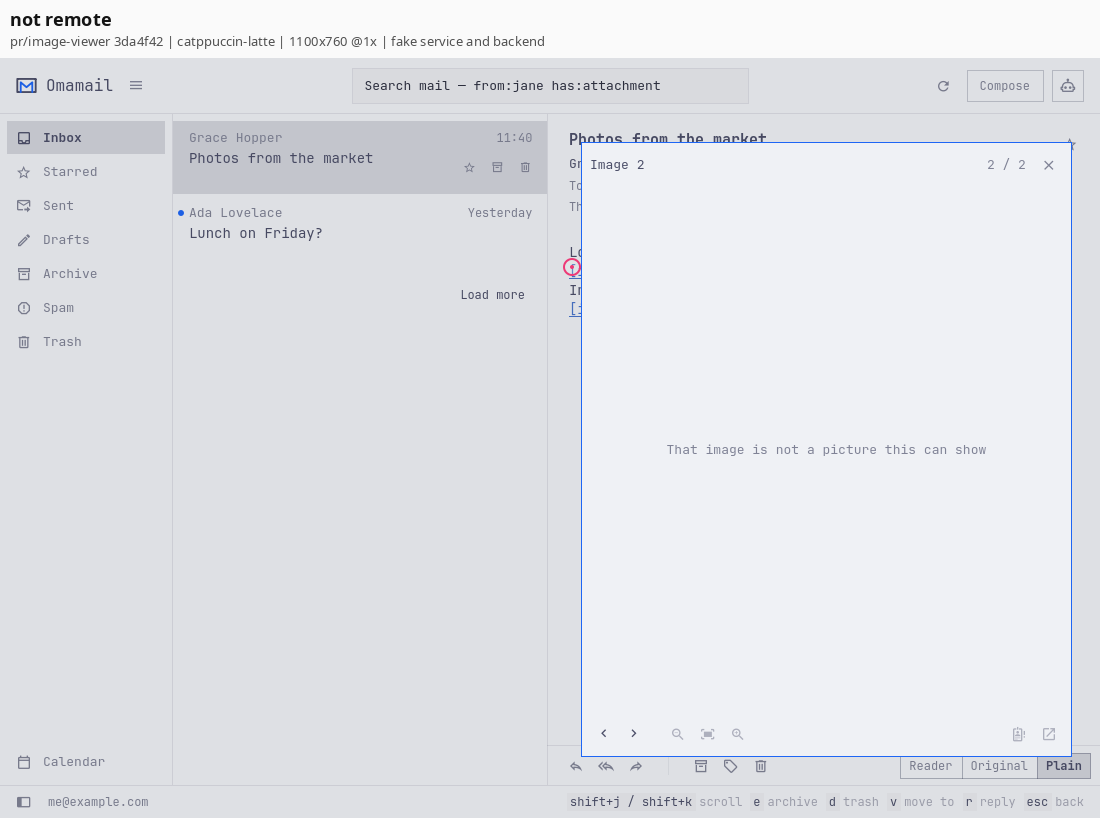 not remote
pr/image-viewer 3da4f42 | catppuccin-latte | 1100x760 @1x | fake service and backend
Omamail
Search mail — from:jane has:attachment
Compose
Inbox
Starred
Sent
Drafts
Archive
Spam
Trash
Calendar
me@example.com
Grace Hopper 11:40
Photos from the market
Ada Lovelace Yesterday
Lunch on Friday?
Load more
Photos from the market
Image 2 2 / 2
That image is not a picture this can show
Reader Original Plain
shift+j / shift+k scroll e archive d trash v move to r reply esc back